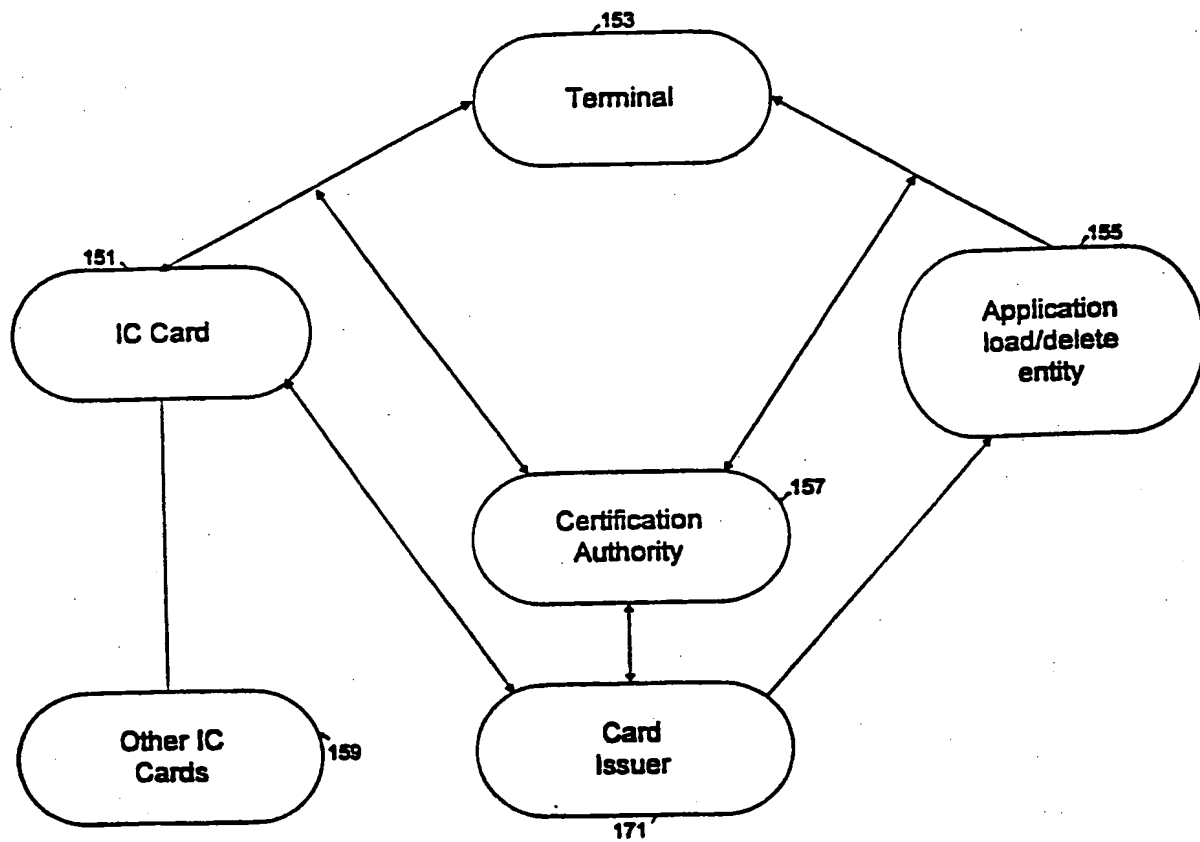 153
Terminal
151
IC Card
155
Application
load/delete
entity
157
Certification
Authority
Other IC
Cards
159
Card
Issuer
171